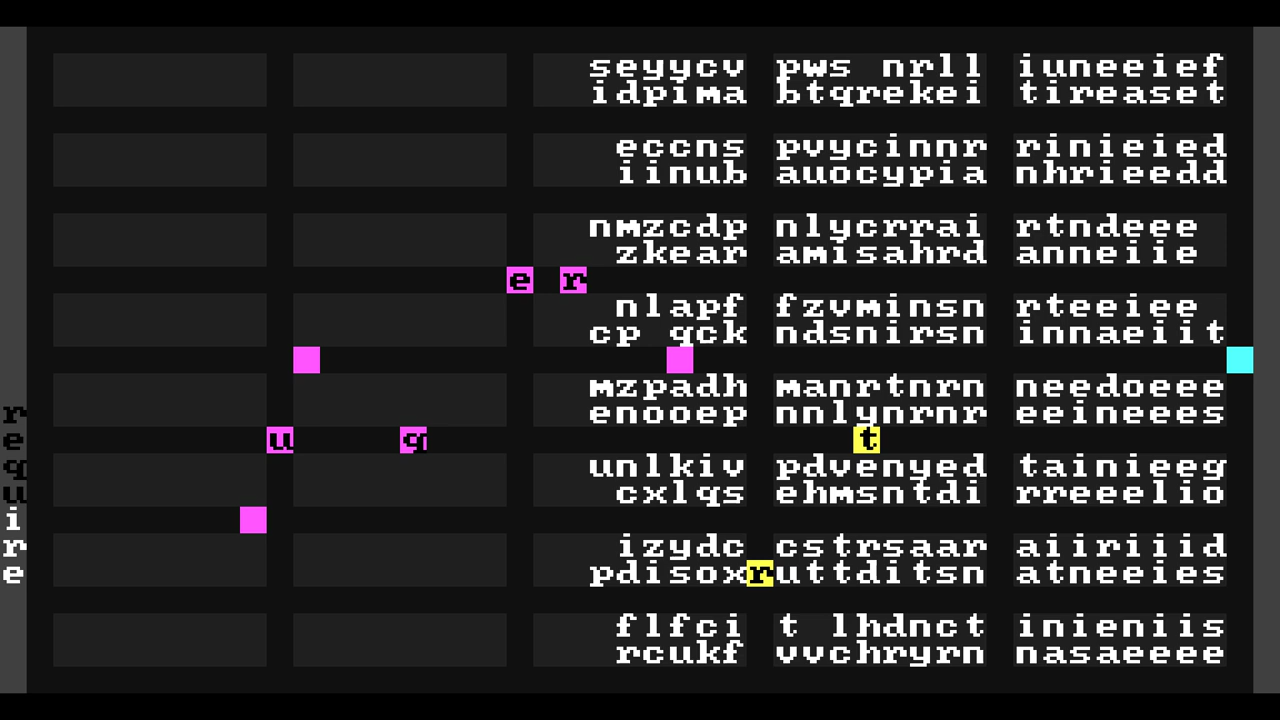 seyycv pws nrll iuneeief
idpima btqrekei tireaset
eccns pvycinnr rinieied
iinub auocypia nhrieedd
nmzcdp nlycrrai rtndeee
zkear amisahrd anneiie
e r
nlapf fzvminsn rteeiee
cp qck ndsnirsn innaeiit
mzpadh manrtnrn needoeee
r
enooep nnlynrnr eeineees
e u q t
q unlkiv pdvenyed tainieeg
u cxlqs ehmsntdi rreeelio
i
r izydc cstrsaar aiiriiid
e pdisox r uttditsn atneeies
flfci t lhdnct inieniis
rcukf vvchryrn nasaeeee